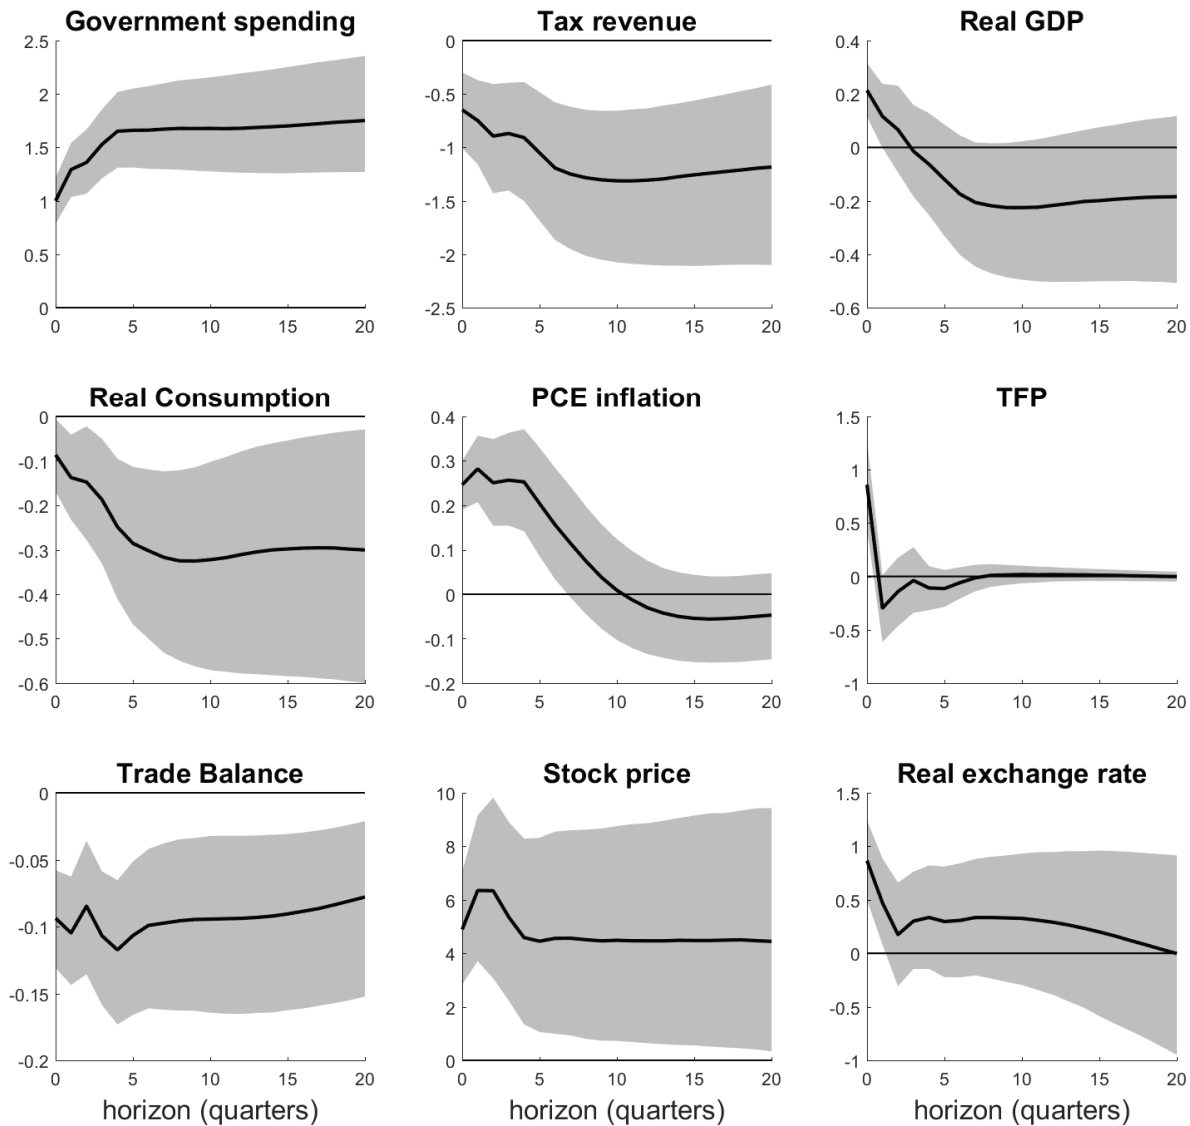 Government spending
2.5
2
1.5
1
0.5
0
0 5 10 15 20
Tax revenue
0
-0.5
-1
-1.5
-2
-2.5
0 5 10 15 20
Real GDP
0.4
0.2
0
-0.2
-0.4
-0.6
0 5 10 15 20
Real Consumption
0
-0.1
-0.2
-0.3
-0.4
-0.5
-0.6
0 5 10 15 20
PCE inflation
0.4
0.3
0.2
0.1
0
-0.1
-0.2
0 5 10 15 20
TFP
1.5
1
0.5
0
-0.5
-1
0 5 10 15 20
Trade Balance
0
-0.05
-0.1
-0.15
-0.2
0 5 10 15 20
horizon (quarters)
Stock price
10
8
6
4
2
0
0 5 10 15 20
horizon (quarters)
Real exchange rate
1.5
1
0.5
0
-0.5
-1
0 5 10 15 20
horizon (quarters)